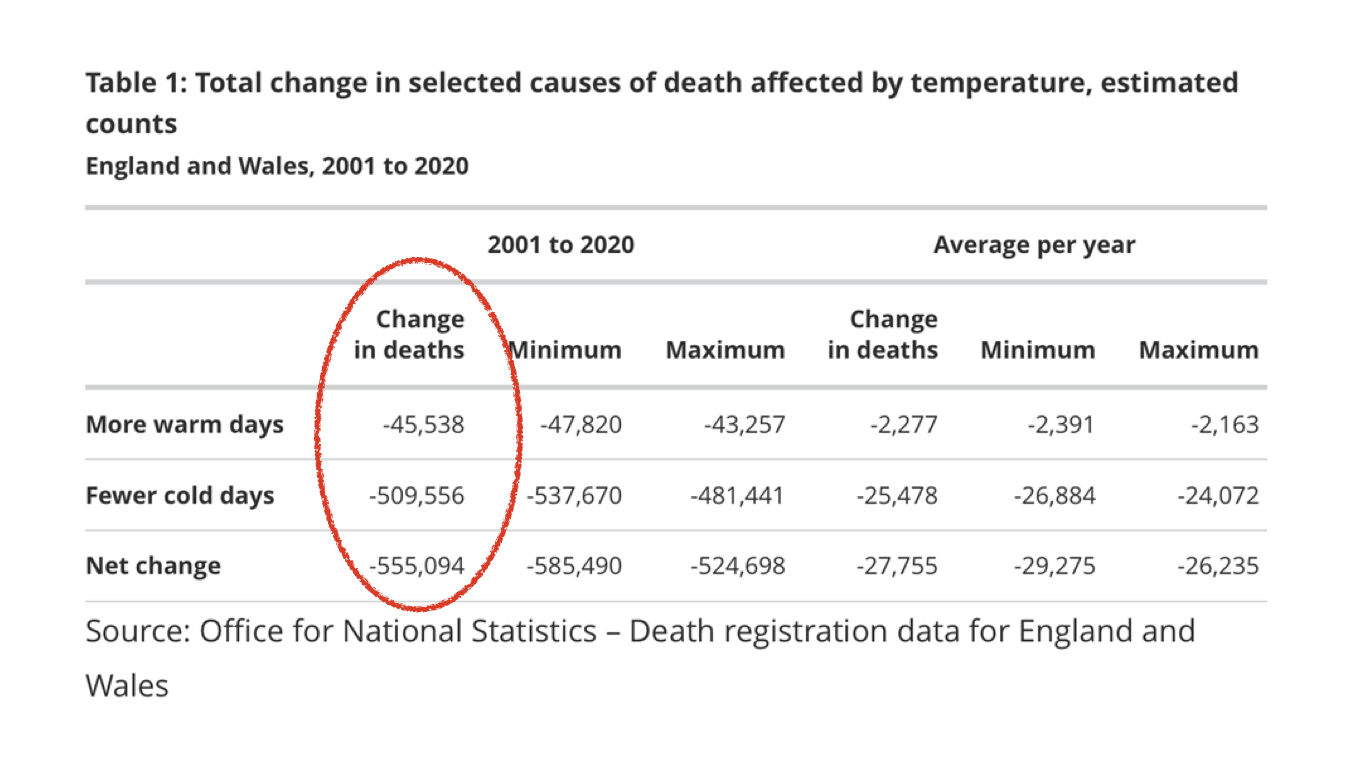 Table 1: Total change in selected causes of death affected by temperature, estimated
counts
England and Wales, 2001 to 2020
2001 to 2020 Average per year
Change in deaths Minimum Maximum Change in deaths Minimum Maximum
More warm days -45,538 -47,820 -43,257 -2,277 -2,391 -2,163
Fewer cold days -509,556 -537,670 -481,441 -25,478 -26,884 -24,072
Net change -555,094 -585,490 -524,698 -27,755 -29,275 -26,235
Source: Office for National Statistics – Death registration data for England and
Wales